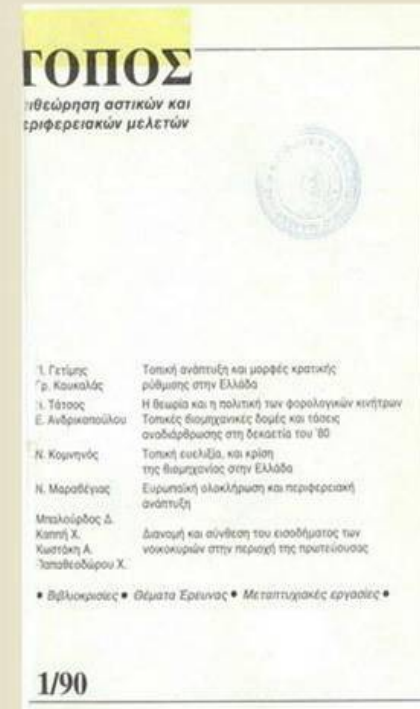 ΤΟΠΟΣ
ιθεώρηση αστικών και
εριφερειακών μελετών
Γετίμης Τοπική ανάπτυξη και μορφές κρατικής
Γρ. Καυκαλάς ρύθμισης στην Ελλάδα
Τάτσος Η θεωρία και η πολιτική των φορολογικών κινήτρων
Ε. Ανδρικοπούλου Τοπικές βιομηχανικές δομές και τάσεις
αναδιάρθρωσης στη δεκαετία του '80
Ν. Κομνηνός Τοπική ευελιξία, και κρίση
της βιομηχανίας στην Ελλάδα
Ν. Μαραβέγιας Ευρωπαϊκή ολοκλήρωση και περιφερειακή
ανάπτυξη
Μπαλούρδος Δ.
Καππή Χ. Διανομή και σύνθεση του εισοδήματος των
Κωστάκη Α. νοικοκυριών στην περιοχή της πρωτεύουσας
Παπαθεοδώρου Χ.
• Βιβλιοκρισίες • Θέματα Έρευνας • Μεταπτυχιακές εργασίες •
1/90